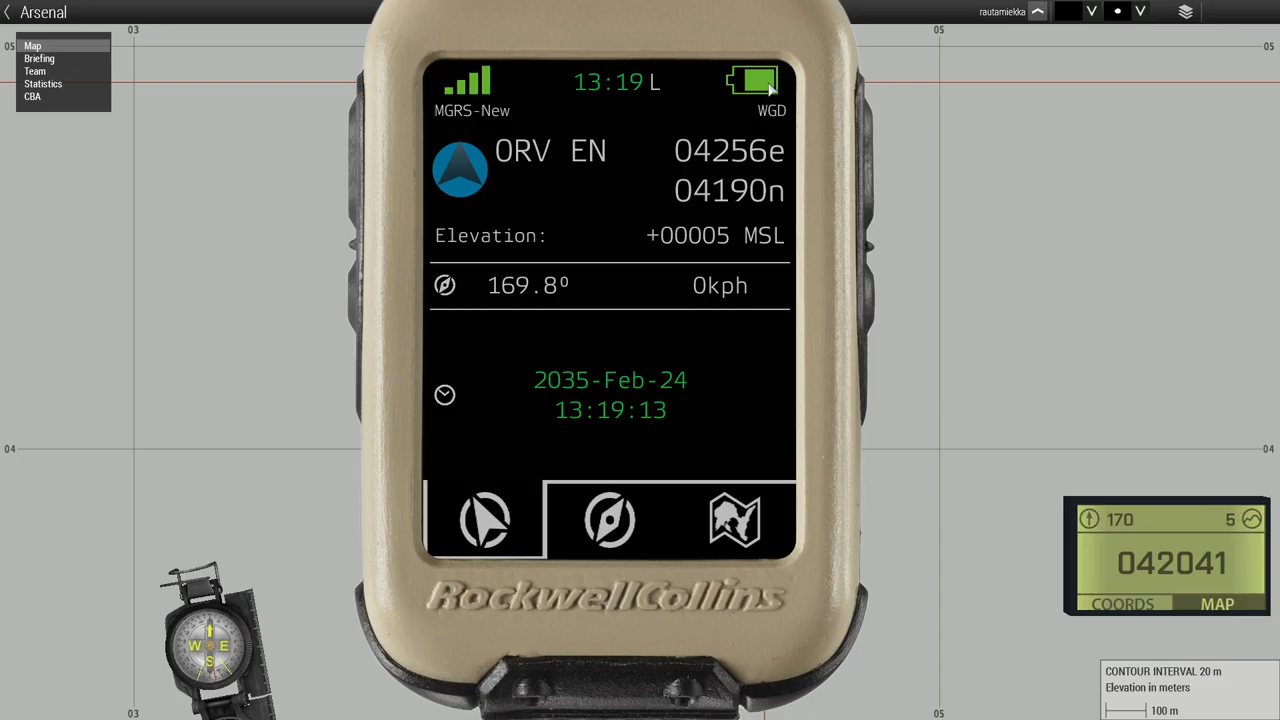 Arsenal
rautamiekka
03
05
05
05
Map
Briefing
Team
Statistics
CBA
13:19 L
MGRS-New
WGD
0RV EN
04256e
04190n
Elevation:
+00005 MSL
169.8º
0kph
2035-Feb-24
13:19:13
04
04
RockwellCollins
170
5
042041
COORDS
MAP
W E
S
CONTOUR INTERVAL 20 m
Elevation in meters
100 m
03
05